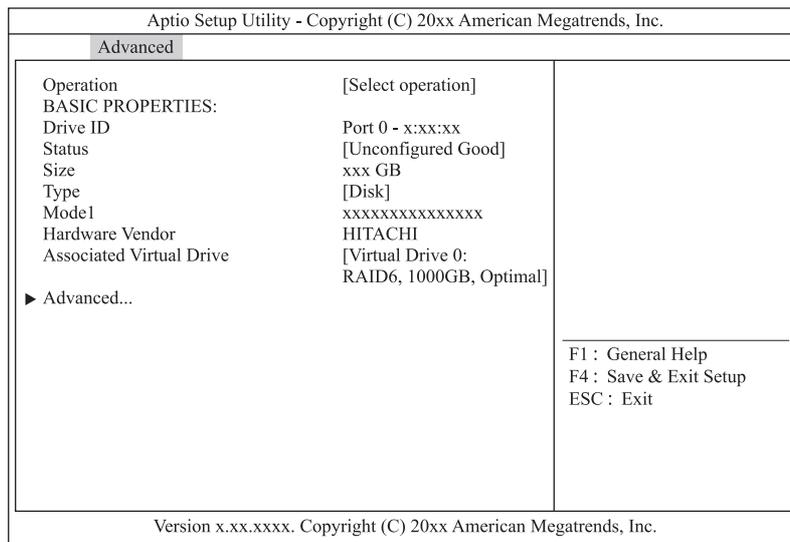 Aptio Setup Utility - Copyright (C) 20xx American Megatrends, Inc.
Advanced
Operation [Select operation]
BASIC PROPERTIES:
Drive ID Port 0 - x:xx:xx
Status [Unconfigured Good]
Size xxx GB
Type [Disk]
Mode1 xxxxxxxxxxxxxxx
Hardware Vendor HITACHI
Associated Virtual Drive [Virtual Drive 0:
RAID6, 1000GB, Optimal]
▶ Advanced...
F1 : General Help
F4 : Save & Exit Setup
ESC : Exit
Version x.xx.xxxx. Copyright (C) 20xx American Megatrends, Inc.